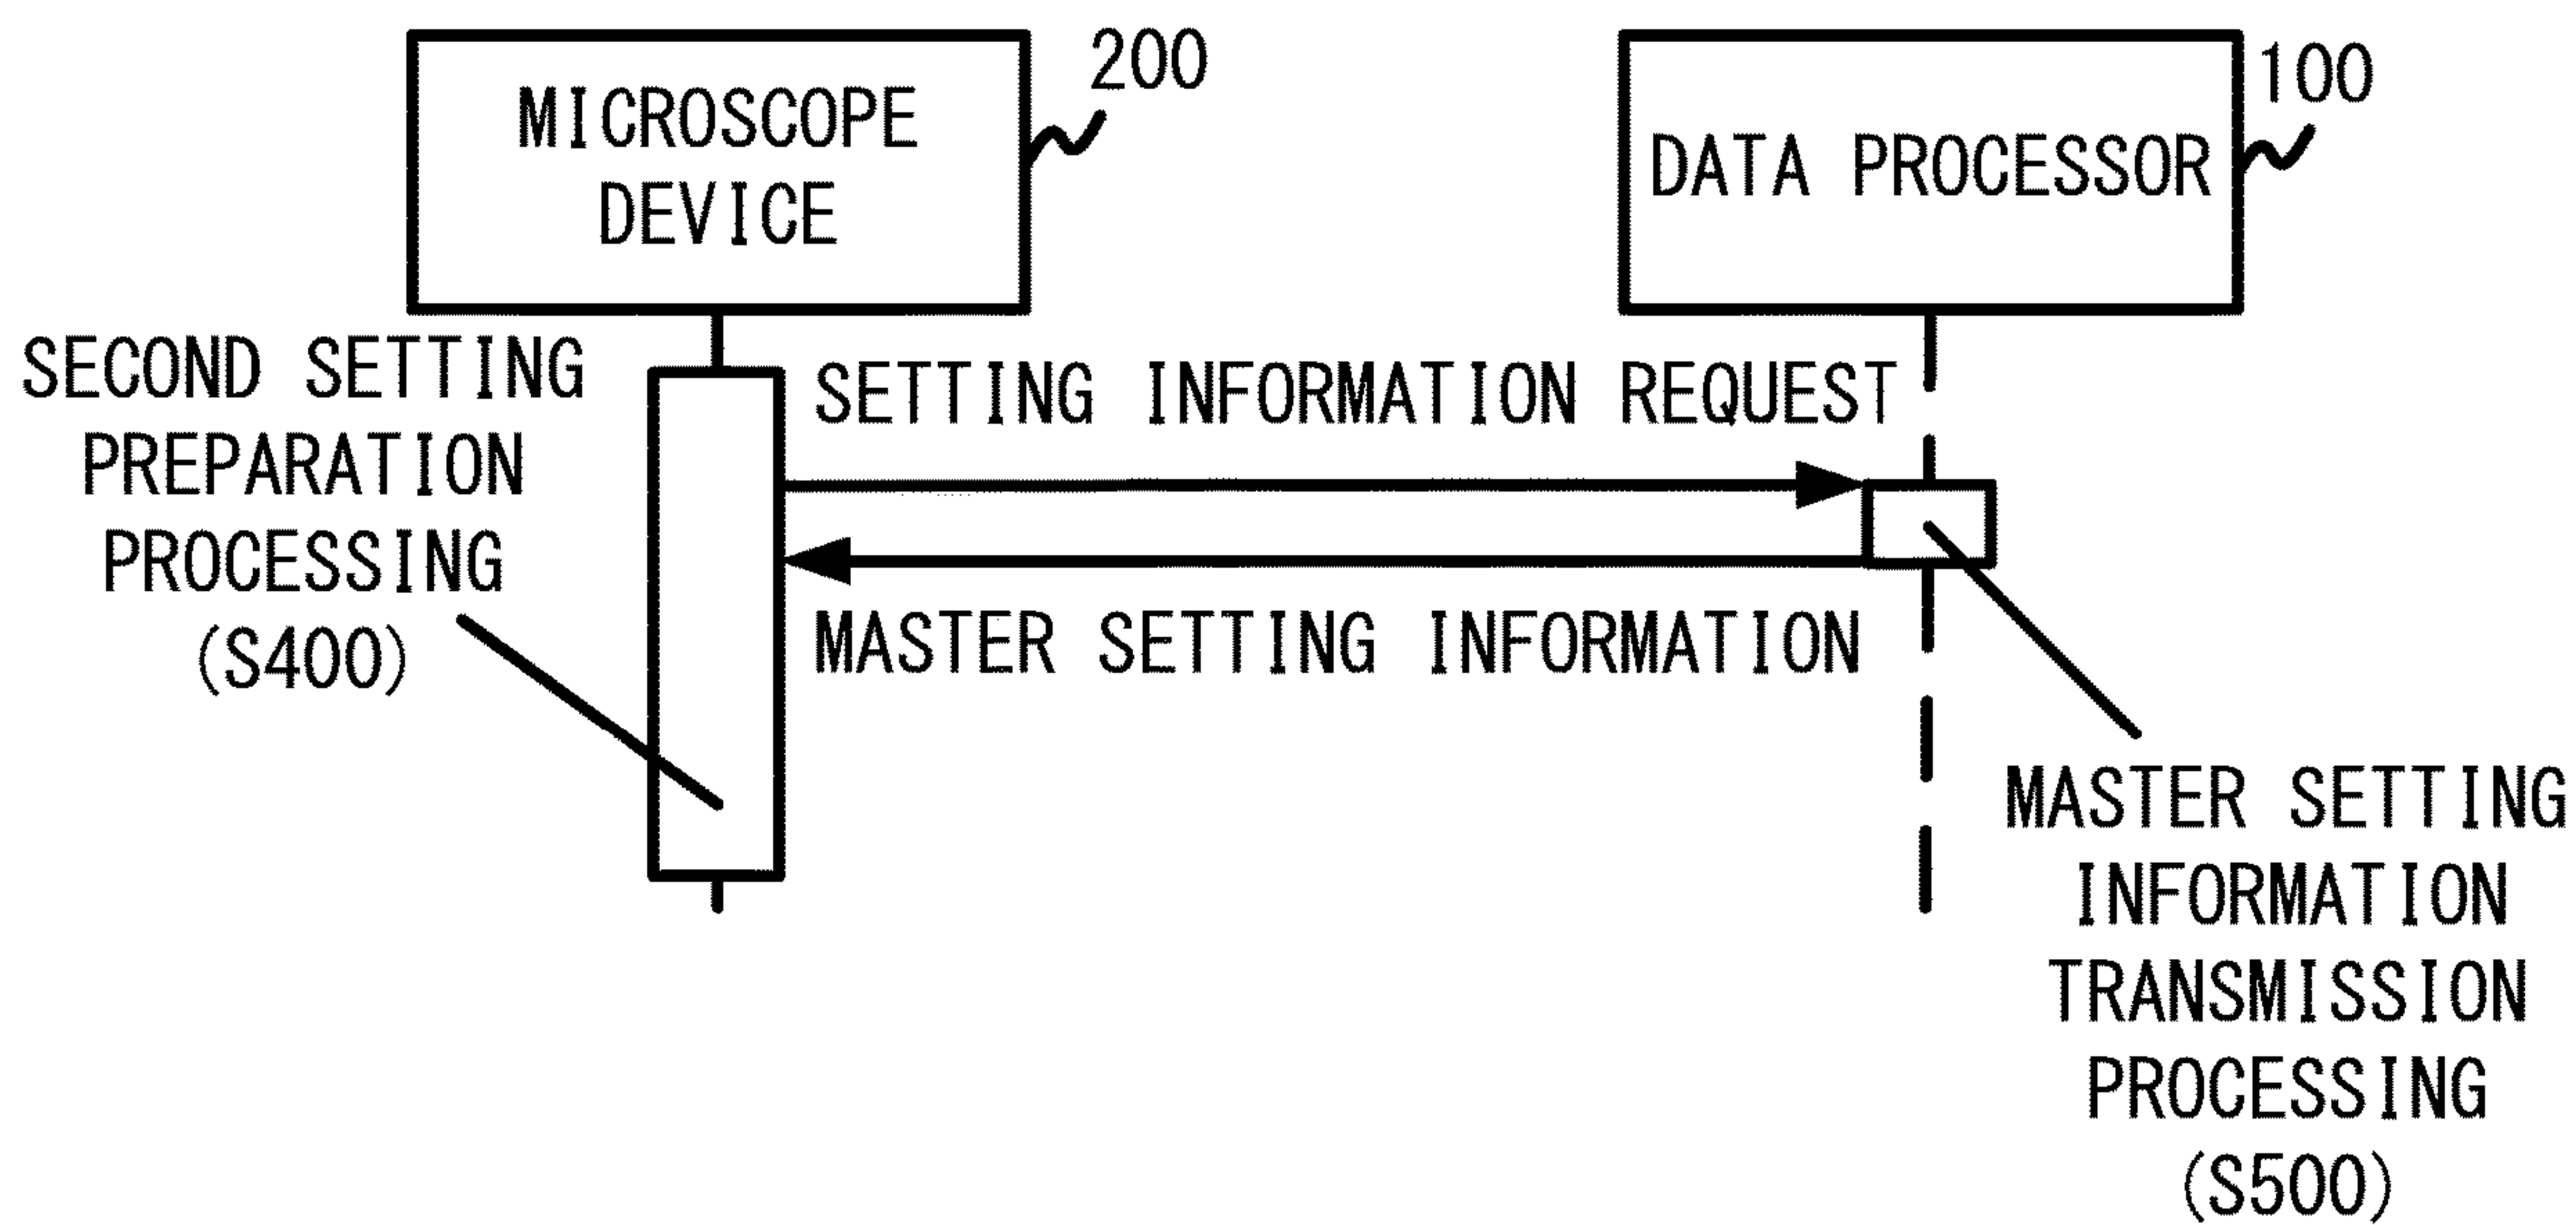 MICROSCOPE
DEVICE
200
DATA PROCESSOR
100
SECOND SETTING
PREPARATION
PROCESSING
(S400)
SETTING INFORMATION REQUEST
MASTER SETTING INFORMATION
MASTER SETTING
INFORMATION
TRANSMISSION
PROCESSING
(S500)